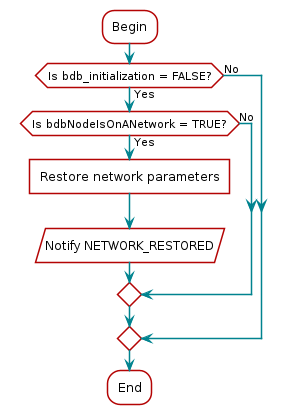 Begin
Is bdb_initialization = FALSE?
No
Yes
Is bdbNodeIsOnANetwork = TRUE?
No
Yes
Restore network parameters
Notify NETWORK_RESTORED
End